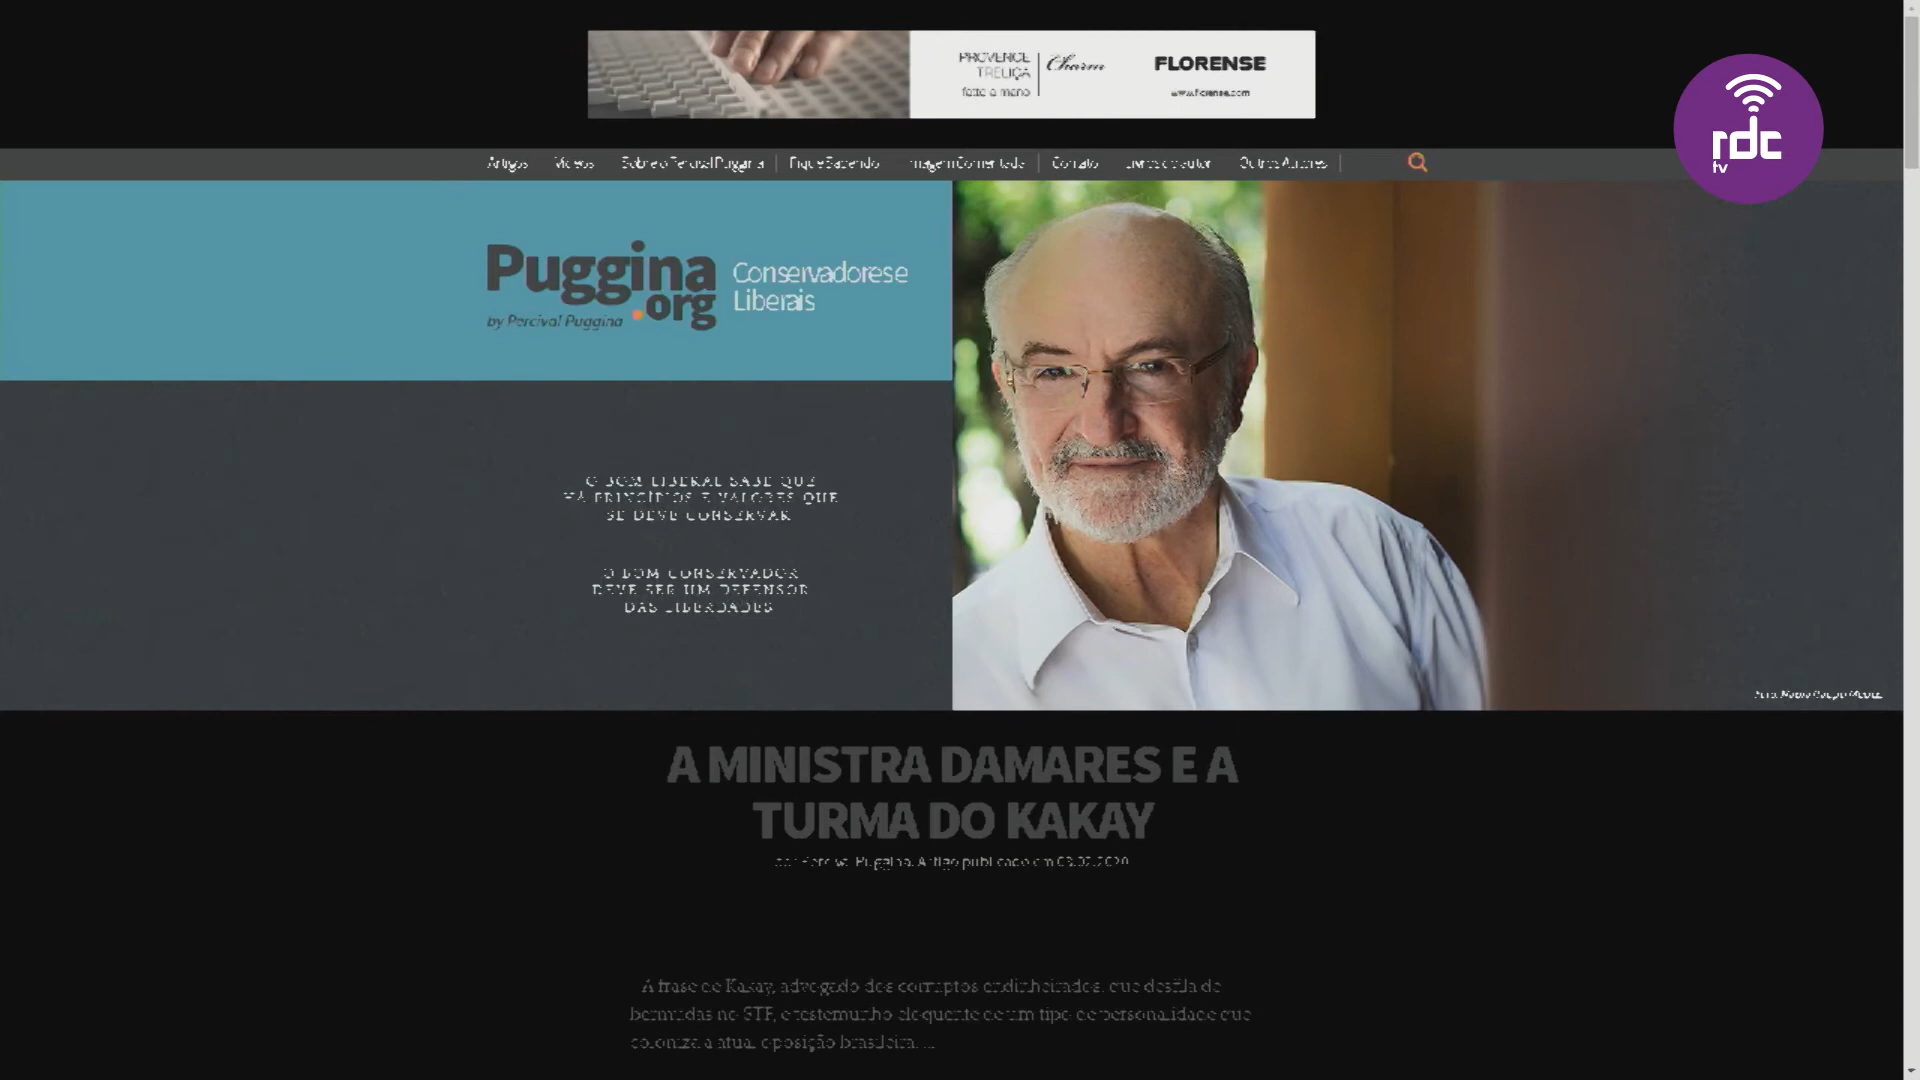 PROVENCE
TRELIÇA
fatto a mano
Charm
FLORENSE
www.florense.com
rdc
tv
Artigos
Vídeos
Sobre o Percival Puggina
Fique Sabendo
Imagem Comentada
Contato
Livros do autor
Outros Autores
Puggina
.org
by Percival Puggina
Conservadores e
Liberais
O BOM LIBERAL SABE QUE
HÁ PRINCÍPIOS E VALORES QUE
SE DEVE CONSERVAR
O BOM CONSERVADOR
DEVE SER UM DEFENSOR
DAS LIBERDADES
A MINISTRA DAMARES E A
TURMA DO KAKAY
por Percival Puggina. Artigo publicado em
A frase de Kakay, advogado dos corruptos endinheirados, que desfila de
bermudas no STF, é testemunho eloquente de um tipo de personalidade que
coloniza a atual oposição brasileira. ...